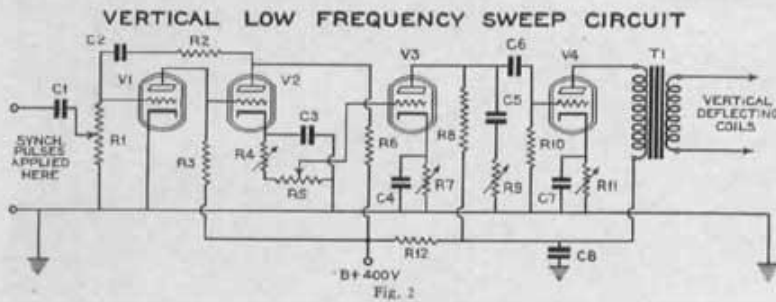 VERTICAL LOW FREQUENCY SWEEP CIRCUIT
C2
R2
V1
V2
V3
C6
V4
T1
C1
C3
C5
R1
R3
R4
R5
R6
R8
R10
VERTICAL
DEFLECTING
COILS
SYNCH.
PULSES
APPLIED
HERE
C4
R7
R9
C7
R11
R12
C8
B+ 400V
Fig. 2